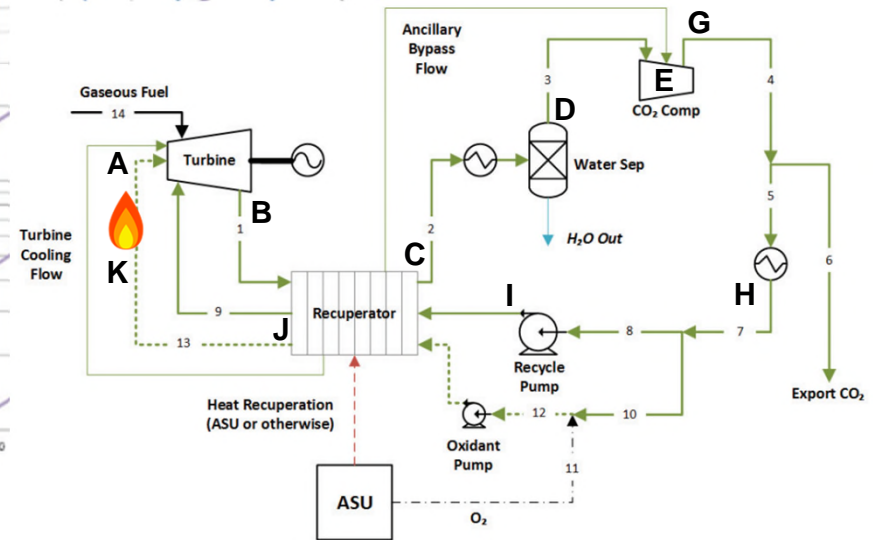 Ancillary
Bypass
Flow
G
3
E
4
D
CO₂ Comp
Gaseous Fuel
14
A
Turbine
Water Sep
B
5
Turbine
Cooling
Flow
1
2
H₂O Out
C
6
K
H
9
I
J
Recuperator
8
7
13
Recycle
Pump
Export CO₂
Heat Recuperation
(ASU or otherwise)
12
10
Oxidant
Pump
11
ASU
O₂